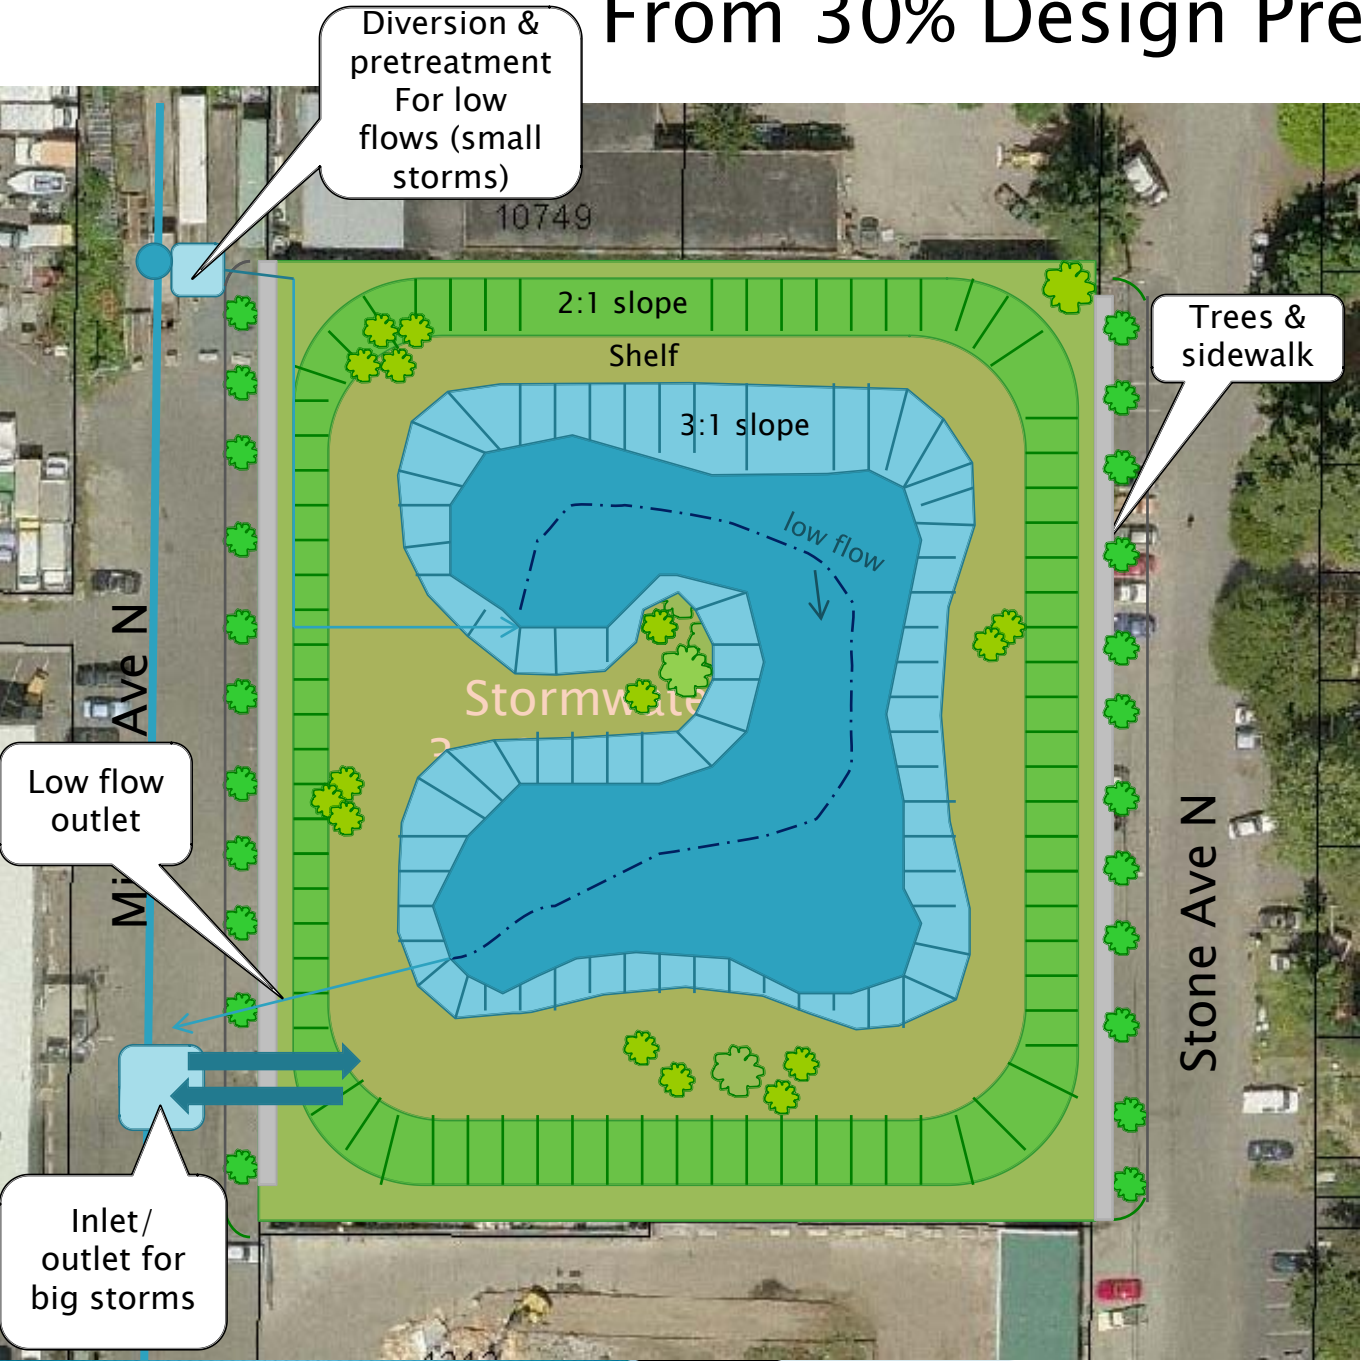 From 30% Design Pre
Diversion &
pretreatment
For low
flows (small
storms)
10749
2:1 slope
Shelf
Trees &
sidewalk
3:1 slope
low flow
Ave N
Low flow
outlet
Mi
Stone Ave N
Inlet/
outlet for
big storms